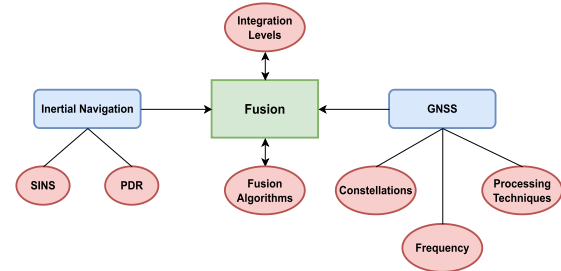 Integration
Levels
Inertial Navigation
Fusion
GNSS
SINS
PDR
Fusion
Algorithms
Constellations
Processing
Techniques
Frequency